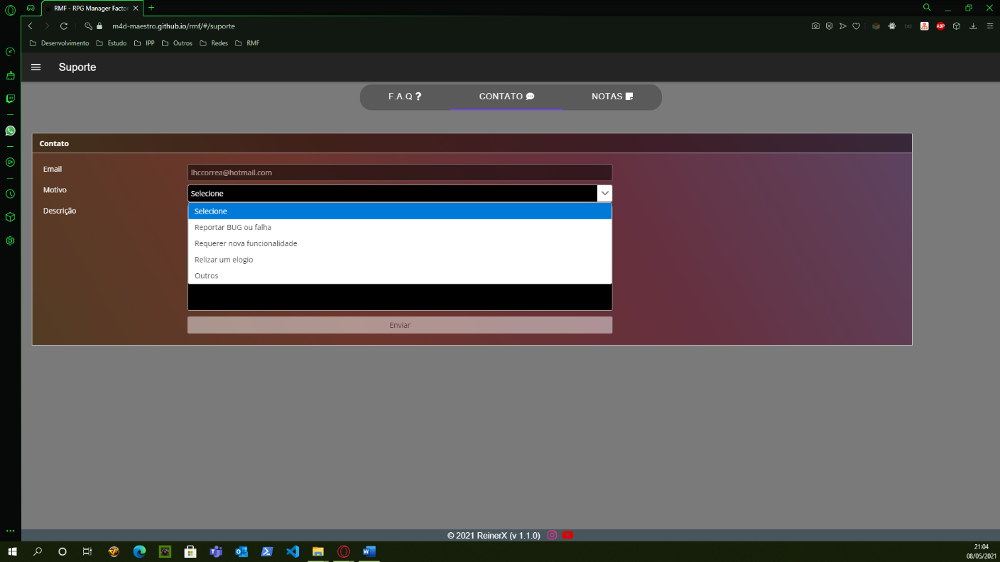 RMF - RPG Manager Factor
m4d-maestro.github.io/rmf/#/suporte
Desenvolvimento Estudo IPP Outros Redes RMF
Suporte
F.A.Q ? CONTATO NOTAS
Contato
Email lhccorrea@hotmail.com
Motivo Selecione
Descrição
Selecione
Reportar BUG ou falha
Requerer nova funcionalidade
Relizar um elogio
Outros
Enviar
© 2021 ReinerX (v 1.1.0)
21:04
08/05/2021
ABP